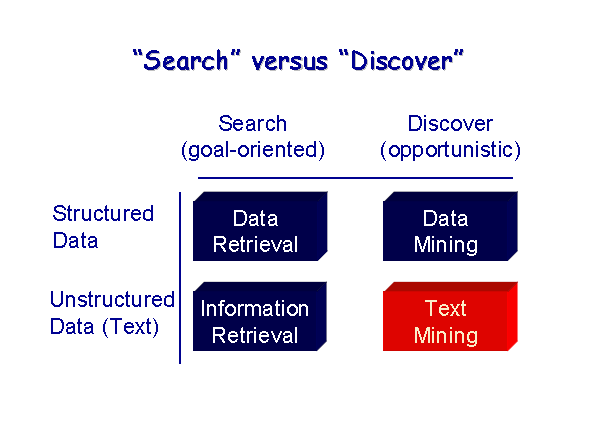 “Search” versus “Discover”
Search
(goal-oriented)
Discover
(opportunistic)
Structured
Data
Data
Retrieval
Data
Mining
Unstructured
Data (Text)
Information
Retrieval
Text
Mining